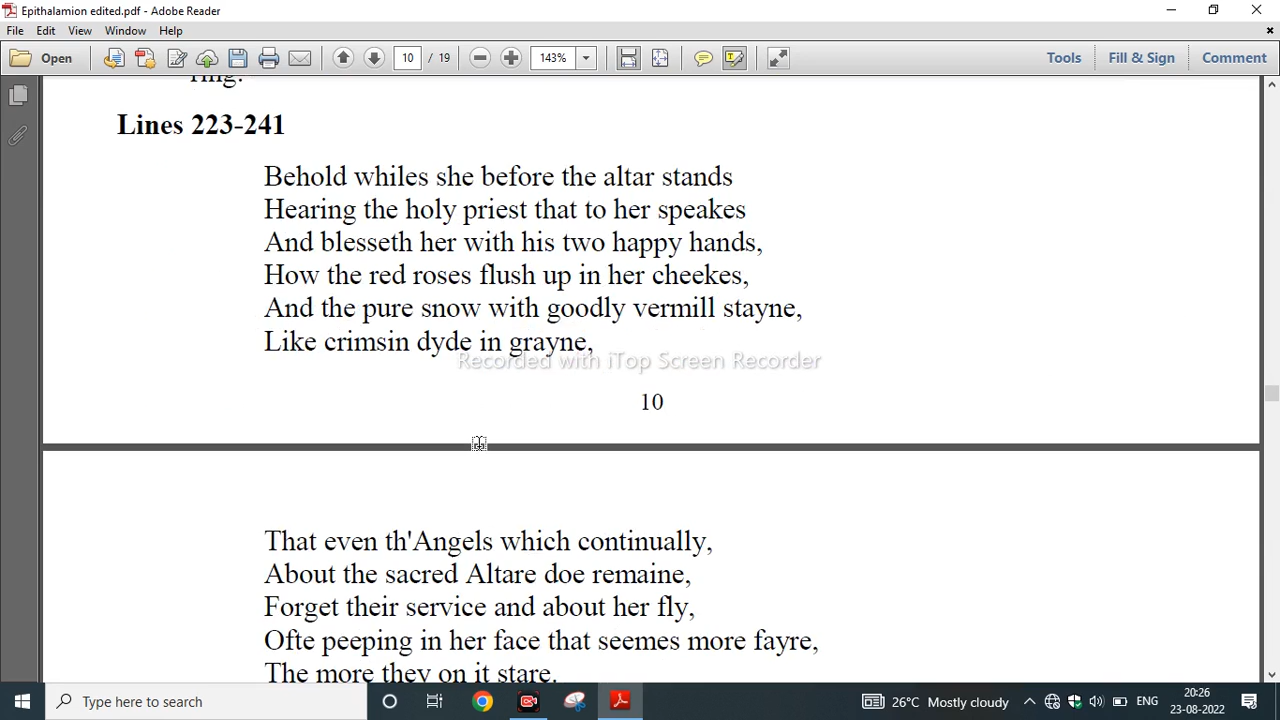 Epithalamion edited.pdf - Adobe Reader
File Edit View Window Help
Open 10 / 19 143% Tools Fill & Sign Comment
ring.
Lines 223-241
Behold whiles she before the altar stands
Hearing the holy priest that to her speakes
And blesseth her with his two happy hands,
How the red roses flush up in her cheekes,
And the pure snow with goodly vermill stayne,
Like crimsin dyde in grayne,
Recorded with iTop Screen Recorder
10
That even th'Angels which continually,
About the sacred Altare doe remaine,
Forget their service and about her fly,
Ofte peeping in her face that seemes more fayre,
The more they on it stare.
Type here to search 26°C Mostly cloudy ENG 20:26
23-08-2022